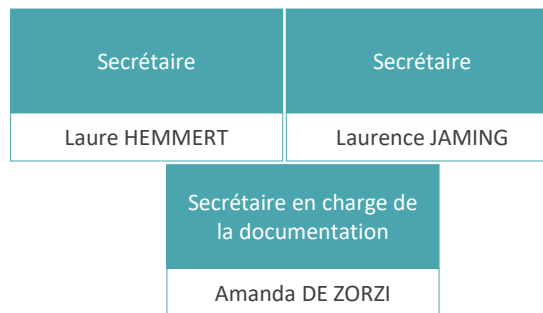 Secrétaire
Secrétaire
Laure HEMMERT
Laurence JAMING
Secrétaire en charge de
la documentation
Amanda DE ZORZI